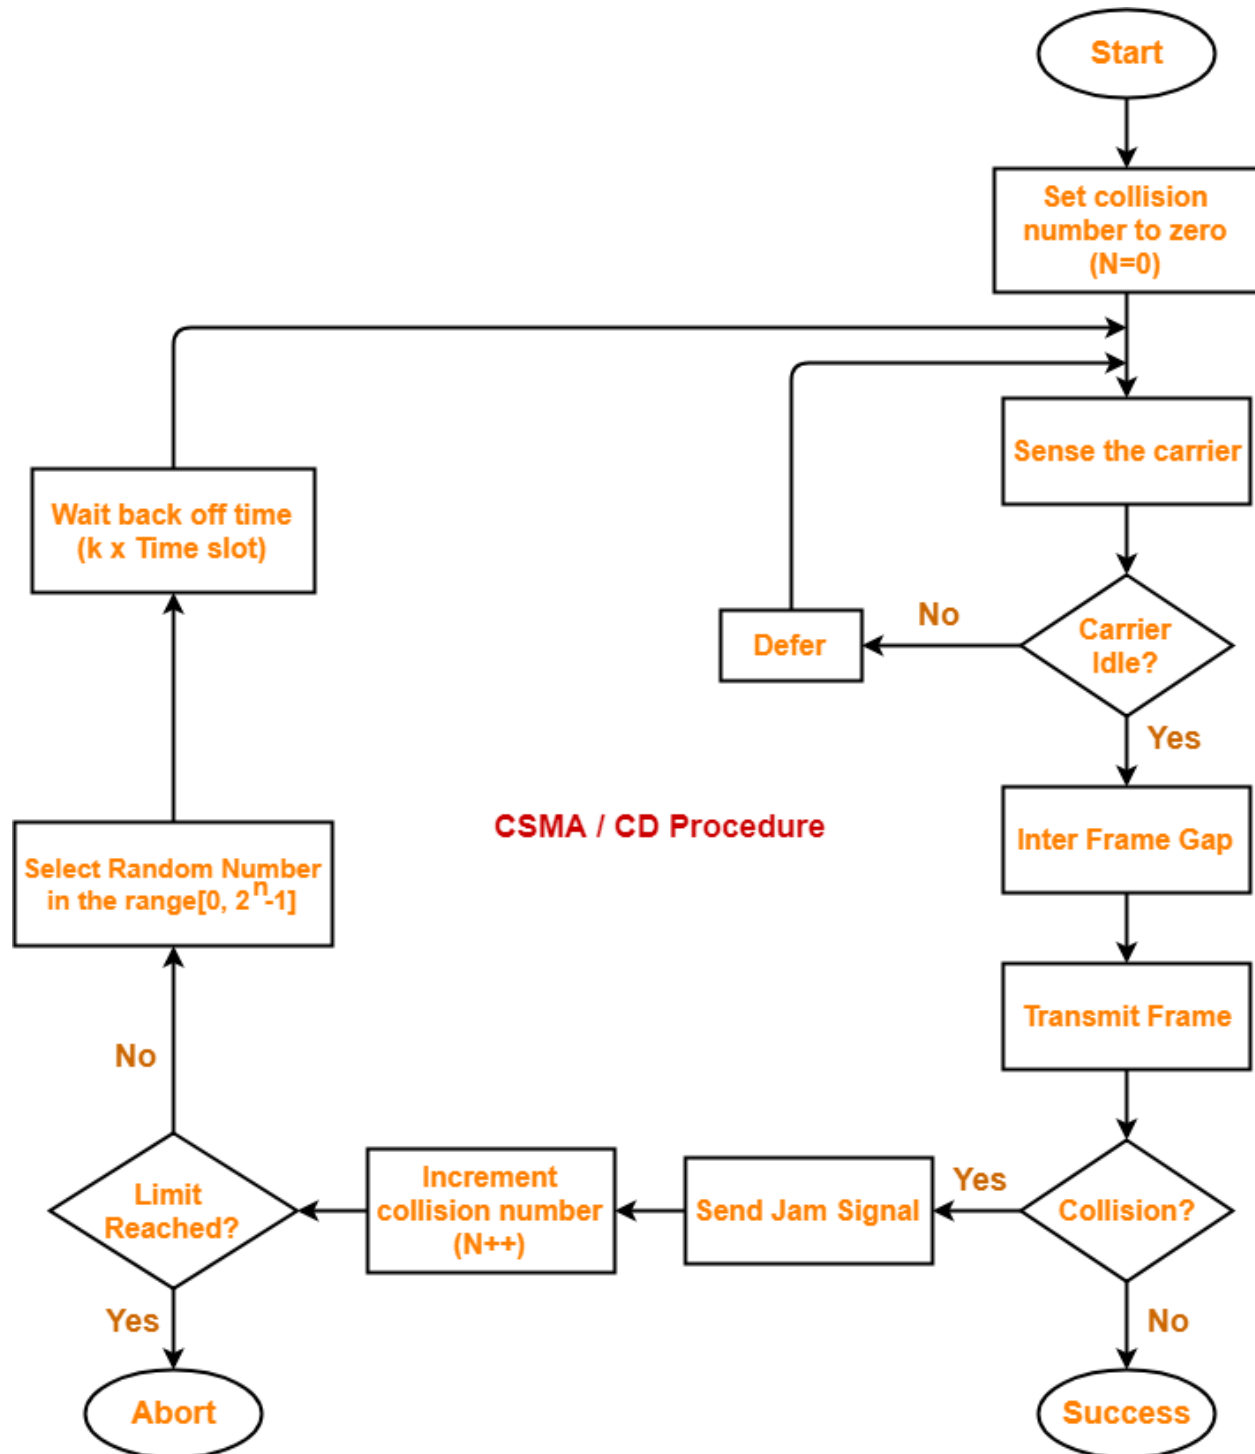 Start
Set collision
number to zero
(N=0)
Sense the carrier
Wait back off time
(k x Time slot)
No
Carrier
Idle?
Defer
Yes
CSMA / CD Procedure
Inter Frame Gap
Select Random Number
in the range[0, 2^n-1]
Transmit Frame
No
Increment
collision number
(N++)
Send Jam Signal
Yes
Collision?
Limit
Reached?
Yes
No
Abort
Success